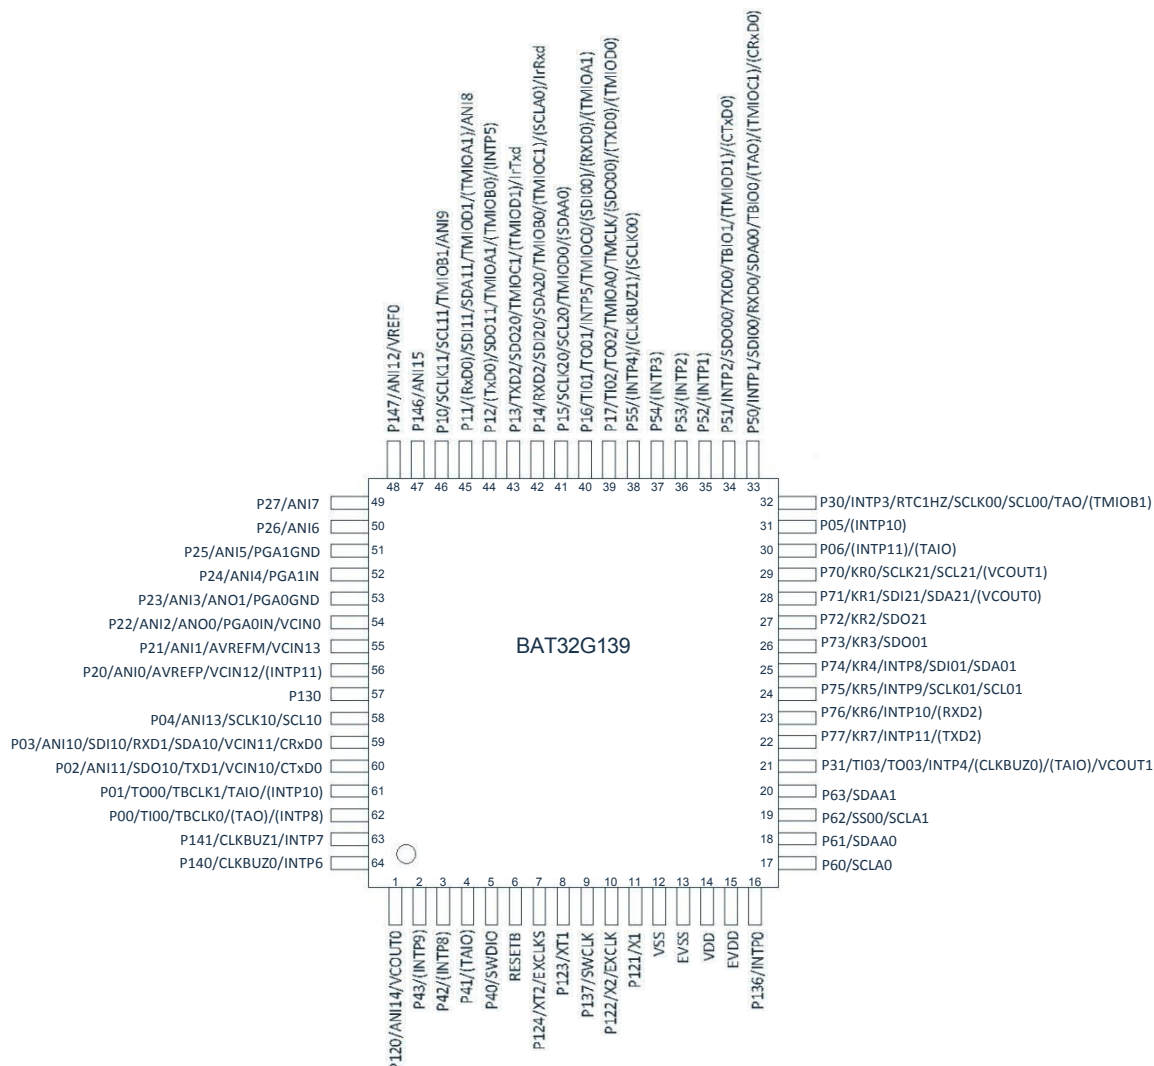 P147/ANI12/VREF0
P146/ANI15
P10/SCLK11/SCL11/TMIOB1/ANI9
P11/(RxD0)/SDI11/SDA11/TMIOD1/(TMIOA1)/ANI8
P12/(TxD0)/SDO11/TMIOA1/(TMIOB0)/(INTP5)
P13/TXD2/SDO20/TMIOC1/(TMIOD1)/IrTxd
P14/RXD2/SDI20/SDA20/TMIOB0/(TMIOC1)/(SCLA0)/IrRxd
P15/SCLK20/SCL20/TMIOD0/(SDAA0)
P16/TI01/TO01/INTP5/TMIOC0/(SDI00)/(RXD0)/(TMIOA1)
P17/TI02/TO02/TMIOA0/TMCLK/(SDO00)/(TXD0)/(TMIOD0)
P55/(INTP4)/(CLKBUZ1)/(SCLK00)
P54/(INTP3)
P53/(INTP2)
P52/(INTP1)
P51/INTP2/SDO00/TXD0/TBIO1/(TMIOD1)/(CTxD0)
P50/INTP1/SDI00/RXD0/SDA00/TBIO0/(TAO)/(TMIOC1)/(CRxD0)
48 47 46 45 44 43 42 41 40 39 38 37 36 35 34 33
P27/ANI7 49
P26/ANI6 50
P25/ANI5/PGA1GND 51
P24/ANI4/PGA1IN 52
P23/ANI3/ANO1/PGA0GND 53
P22/ANI2/ANO0/PGA0IN/VCIN0 54
P21/ANI1/AVREFM/VCIN13 55
P20/ANI0/AVREFP/VCIN12/(INTP11) 56
P130 57
P04/ANI13/SCLK10/SCL10 58
P03/ANI10/SDI10/RXD1/SDA10/VCIN11/CRxD0 59
P02/ANI11/SDO10/TXD1/VCIN10/CTxD0 60
P01/TO00/TBCLK1/TAIO/(INTP10) 61
P00/TI00/TBCLK0/(TAO)/(INTP8) 62
P141/CLKBUZ1/INTP7 63
P140/CLKBUZ0/INTP6 64
BAT32G139
32 P30/INTP3/RTC1HZ/SCLK00/SCL00/TAO/(TMIOB1)
31 P05/(INTP10)
30 P06/(INTP11)/(TAIO)
29 P70/KR0/SCLK21/SCL21/(VCOUT1)
28 P71/KR1/SDI21/SDA21/(VCOUT0)
27 P72/KR2/SDO21
26 P73/KR3/SDO01
25 P74/KR4/INTP8/SDI01/SDA01
24 P75/KR5/INTP9/SCLK01/SCL01
23 P76/KR6/INTP10/(RXD2)
22 P77/KR7/INTP11/(TXD2)
21 P31/TI03/TO03/INTP4/(CLKBUZ0)/(TAIO)/VCOUT1
20 P63/SDAA1
19 P62/SS00/SCLA1
18 P61/SDAA0
17 P60/SCLA0
1 2 3 4 5 6 7 8 9 10 11 12 13 14 15 16
P120/ANI14/VCOUT0
P43/(INTP9)
P42/(INTP8)
P41/(TAIO)
P40/SWDIO
RESETB
P124/XT2/EXCLKS
P123/XT1
P137/SWCLK
P122/X2/EXCLK
P121/X1
VSS
EVSS
VDD
EVDD
P136/INTP0